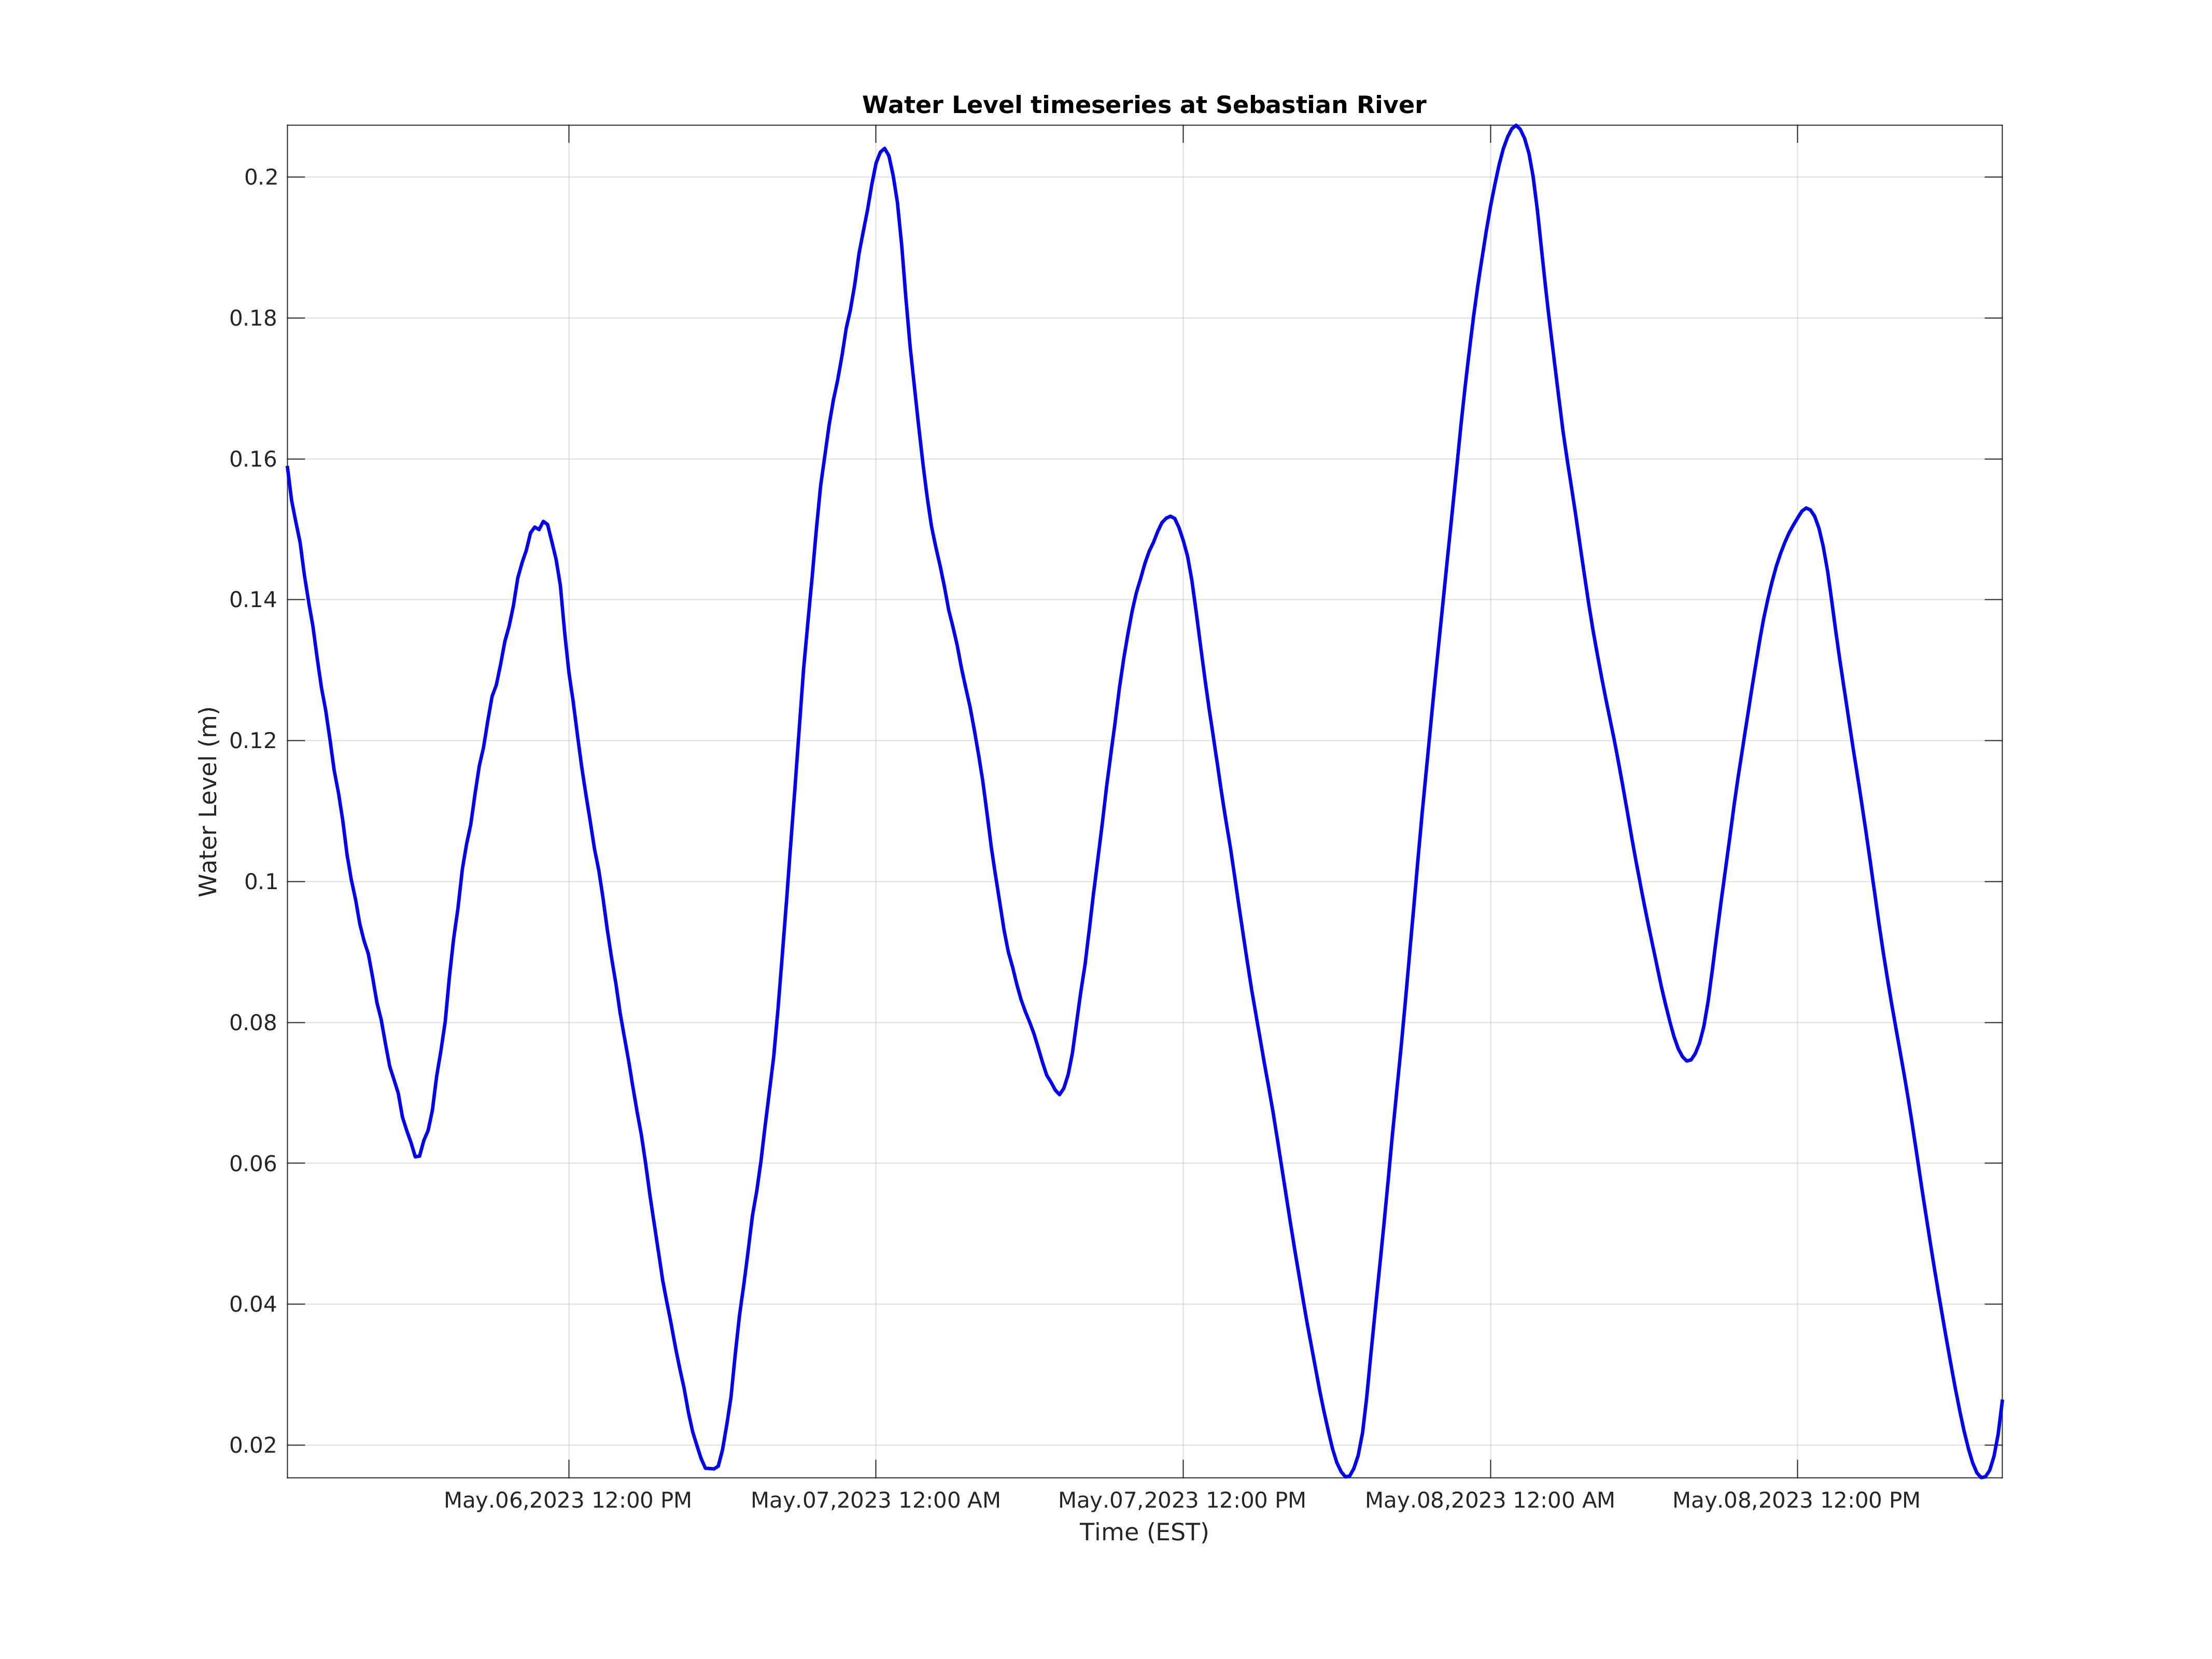 Water Level timeseries at Sebastian River
0.2
0.18
0.16
0.14
0.12
0.1
0.08
0.06
0.04
0.02
Water Level (m)
May.06,2023 12:00 PM
May.07,2023 12:00 AM
May.07,2023 12:00 PM
May.08,2023 12:00 AM
May.08,2023 12:00 PM
Time (EST)